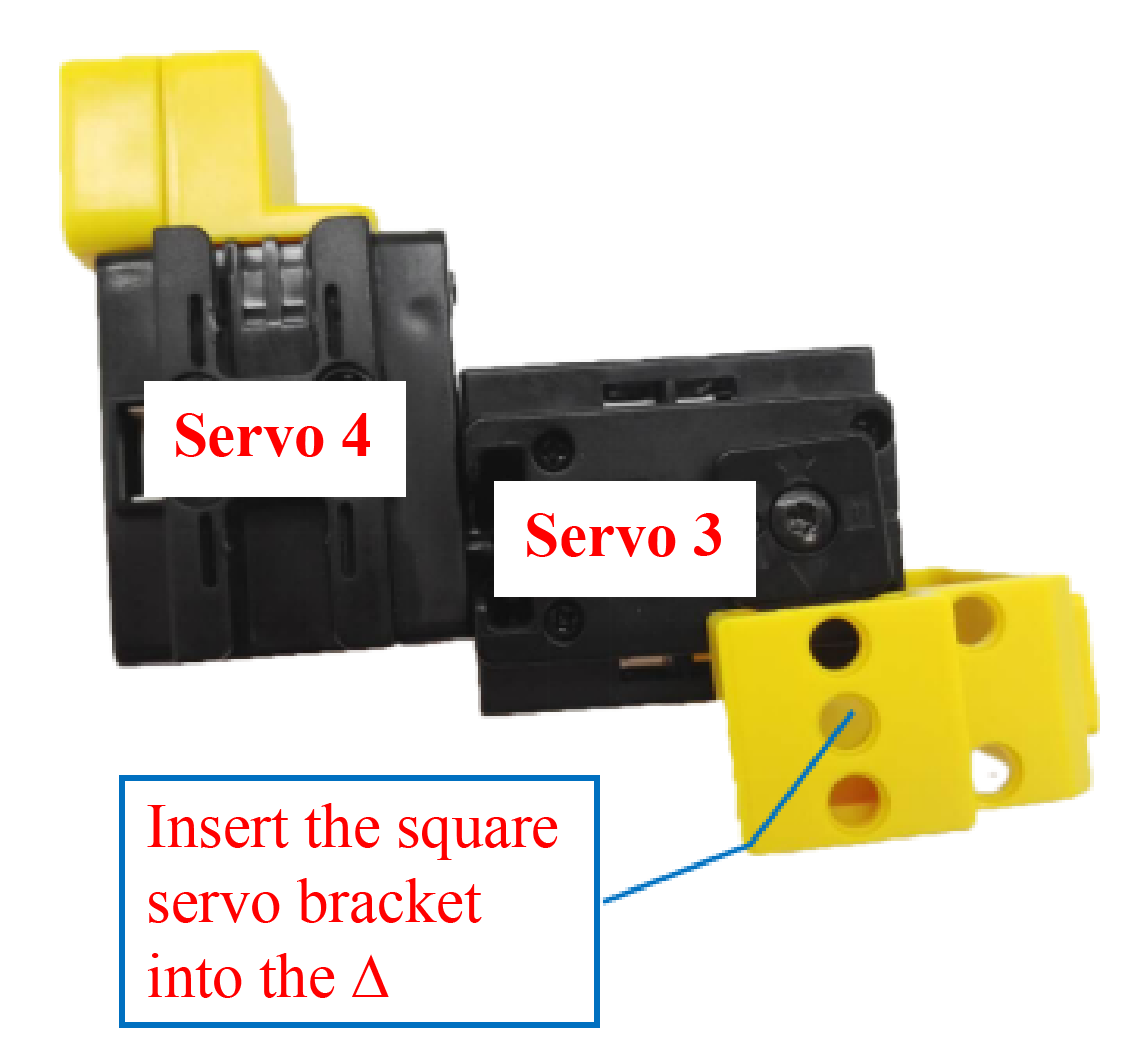 Servo 4
Servo 3
Insert the square
servo bracket
into the Δ